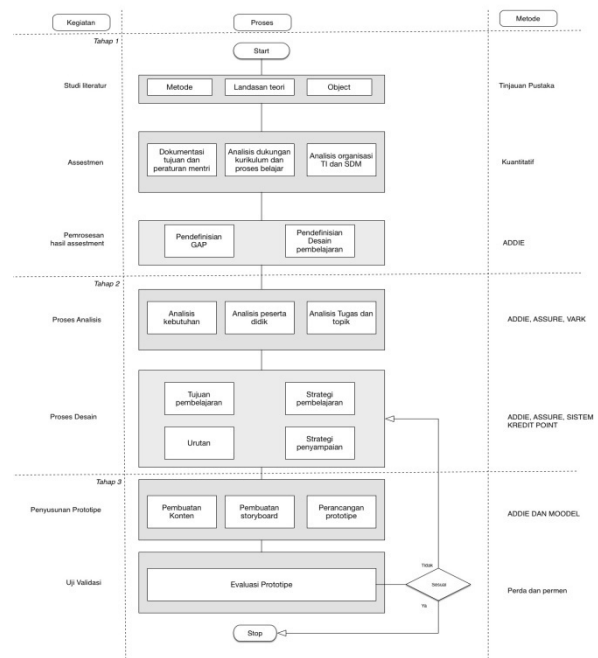 Kegiatan
Proses
Metode
Tahap 1
Start
Studi literatur
Metode
Landasan teori
Object
Tinjauan Pustaka
Assestmen
Dokumentasi
tujuan dan
peraturan mentri
Analisis dukungan
kurikulum dan
proses belajar
Analisis organisasi
TI dan SDM
Kuantitatif
Pemrosesan
hasil assestment
Pendefinisian
GAP
Pendefinisian
Desain
pembelajaran
ADDIE
Tahap 2
Proses Analisis
Analisis
kebutuhan
Analisis peserta
didik
Analisis Tugas dan
topik
ADDIE, ASSURE, VARK
Proses Desain
Tujuan
pembelajaran
Strategi
pembelajaran
Urutan
Strategi
penyampaian
ADDIE, ASSURE, SISTEM
KREDIT POINT
Tahap 3
Penyusunan Prototipe
Pembuatan
Konten
Pembuatan
storyboard
Perancangan
prototipe
ADDIE DAN MOODEL
Uji Validasi
Evaluasi Prototipe
Tidak
Sesuai
Ya
Perda dan permen
Stop